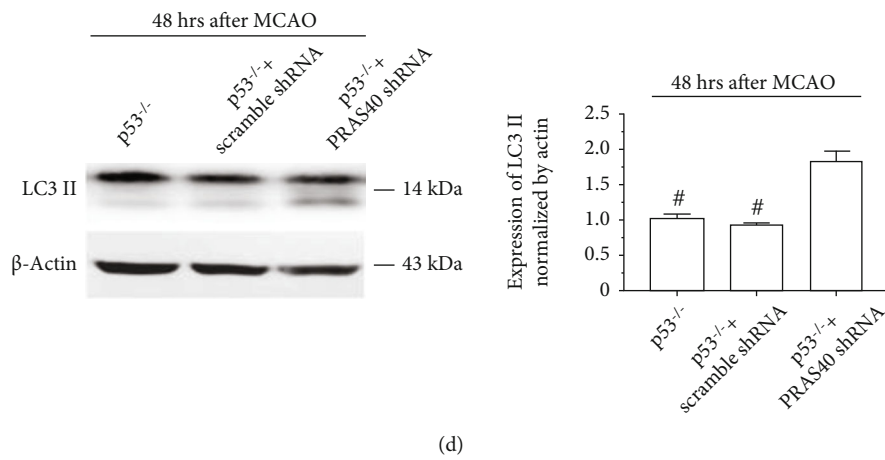 48 hrs after MCAO
p53-/-
p53-/-+
scramble shRNA
p53-/-+
PRAS40 shRNA
LC3 II
14 kDa
β-Actin
43 kDa
48 hrs after MCAO
Expression of LC3 II
normalized by actin
2.5
2.0
1.5
1.0
0.5
0
#
#
p53-/-
p53-/-+
scramble shRNA
p53-/-+
PRAS40 shRNA
(d)